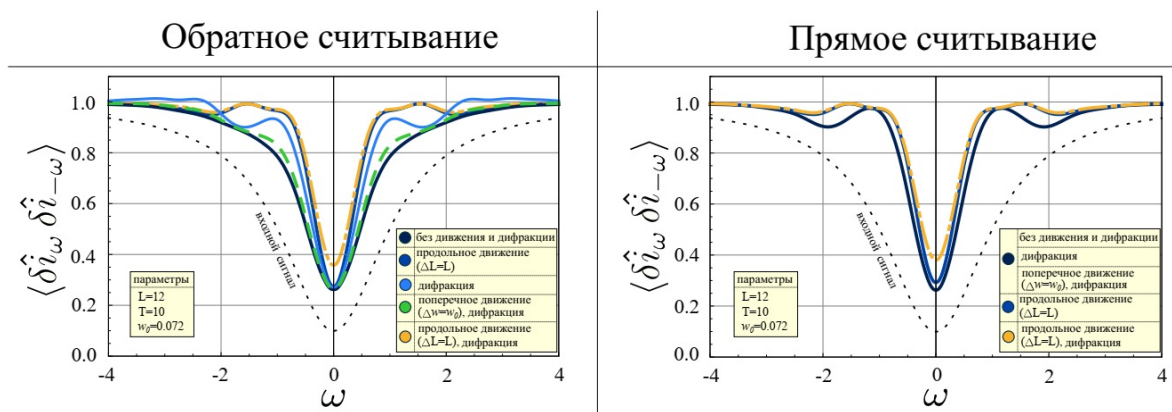 Обратное считывание
Прямое считывание
⟨δî_ω δî_−ω⟩
1.0
0.8
0.6
0.4
0.2
0.0
-4
-2
0
2
4
ω
входной сигнал
параметры
L=12
T=10
w₀=0.072
без движения и дифракции
продольное движение
(ΔL=L)
дифракция
поперечное движение
(Δw=w₀), дифракция
продольное движение
(ΔL=L), дифракция
⟨δî_ω δî_−ω⟩
1.0
0.8
0.6
0.4
0.2
0.0
-4
-2
0
2
4
ω
входной сигнал
параметры
L=12
T=10
w₀=0.072
без дивжения и дифракции
дифракция
поперечное движение
(Δw=w₀), дифракция
продольное движение
(ΔL=L)
продольное движение
(ΔL=L), дифракция